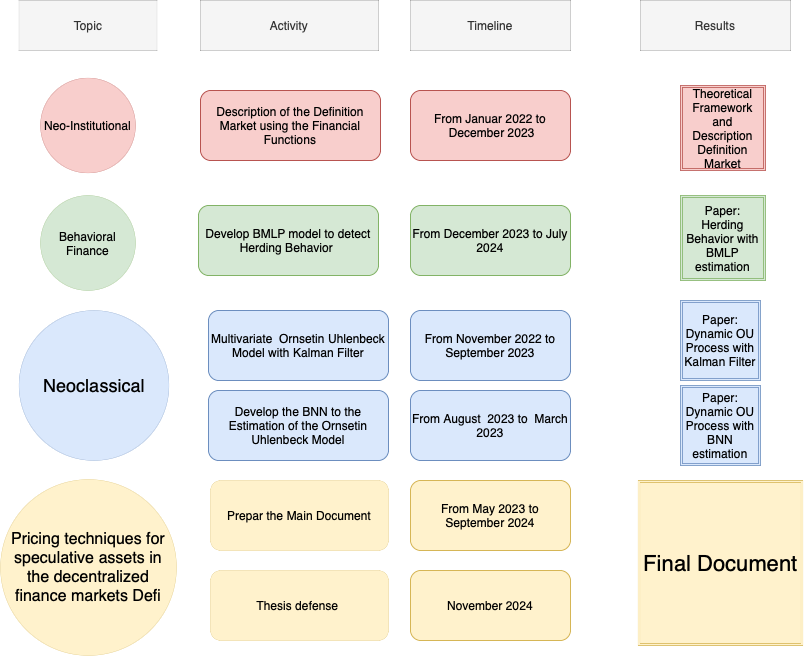 Topic
Activity
Timeline
Results
Neo-Institutional
Description of the Definition
Market using the Financial
Functions
From Januar 2022 to
December 2023
Theoretical
Framework
and
Description
Definition
Market
Behavioral
Finance
Develop BMLP model to detect
Herding Behavior
From December 2023 to July
2024
Paper:
Herding
Behavior with
BMLP
estimation
Neoclassical
Multivariate Ornsetin Uhlenbeck
Model with Kalman Filter
From November 2022 to
September 2023
Paper:
Dynamic OU
Process with
Kalman Filter
Develop the BNN to the
Estimation of the Ornsetin
Uhlenbeck Model
From August 2023 to March
2023
Paper:
Dynamic OU
Process with
BNN
estimation
Pricing techniques for
speculative assets in
the decentralized
finance markets Defi
Prepar the Main Document
From May 2023 to
September 2024
Thesis defense
November 2024
Final Document